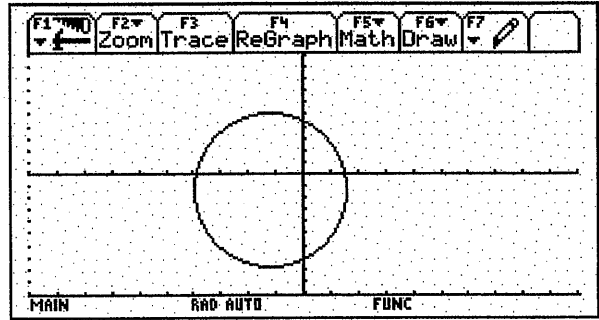 F1 F2 F3 F4 F5 F6 F7
Zoom Trace ReGraph Math Draw
MAIN RAD AUTO FUNC